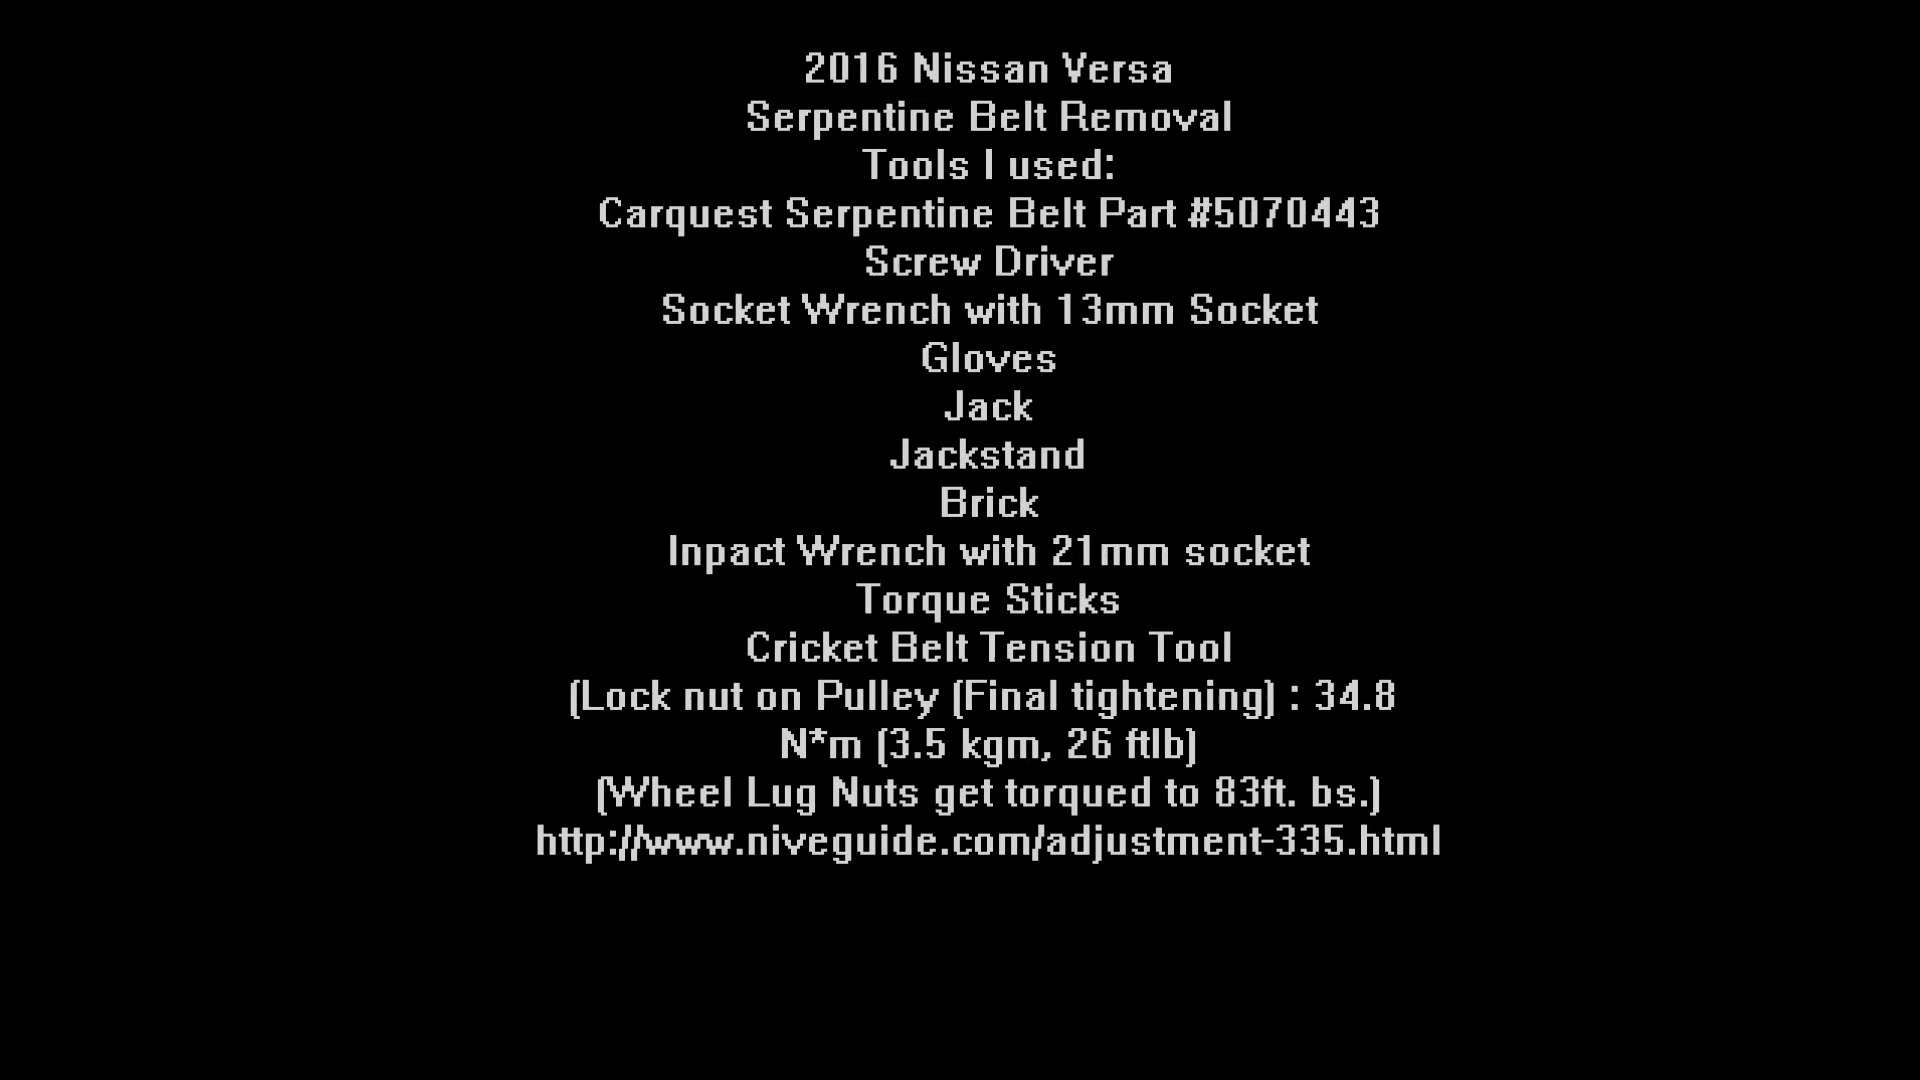 2016 Nissan Versa
Serpentine Belt Removal
Tools I used:
Carquest Serpentine Belt Part #5070443
Screw Driver
Socket Wrench with 13mm Socket
Gloves
Jack
Jackstand
Brick
Inpact Wrench with 21mm socket
Torque Sticks
Cricket Belt Tension Tool
(Lock nut on Pulley (Final tightening) : 34.8
N*m (3.5 kgm, 26 ftlb)
(Wheel Lug Nuts get torqued to 83ft. bs.)
http://www.niveguide.com/adjustment-335.html